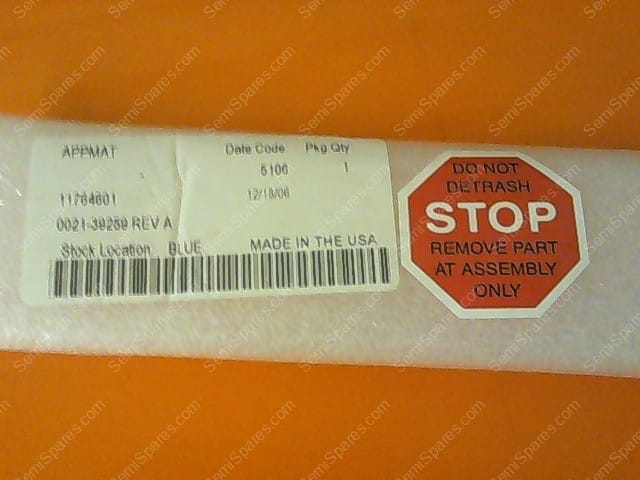 APPMAT
Date Code Pkg.Qty
5106 1
11764601
12/18/06
0021-39259 REV A
Stock Location BLUE MADE IN THE USA
DO NOT
DETRASH
STOP
REMOVE PART
AT ASSEMBLY
ONLY
SemiSpares.com